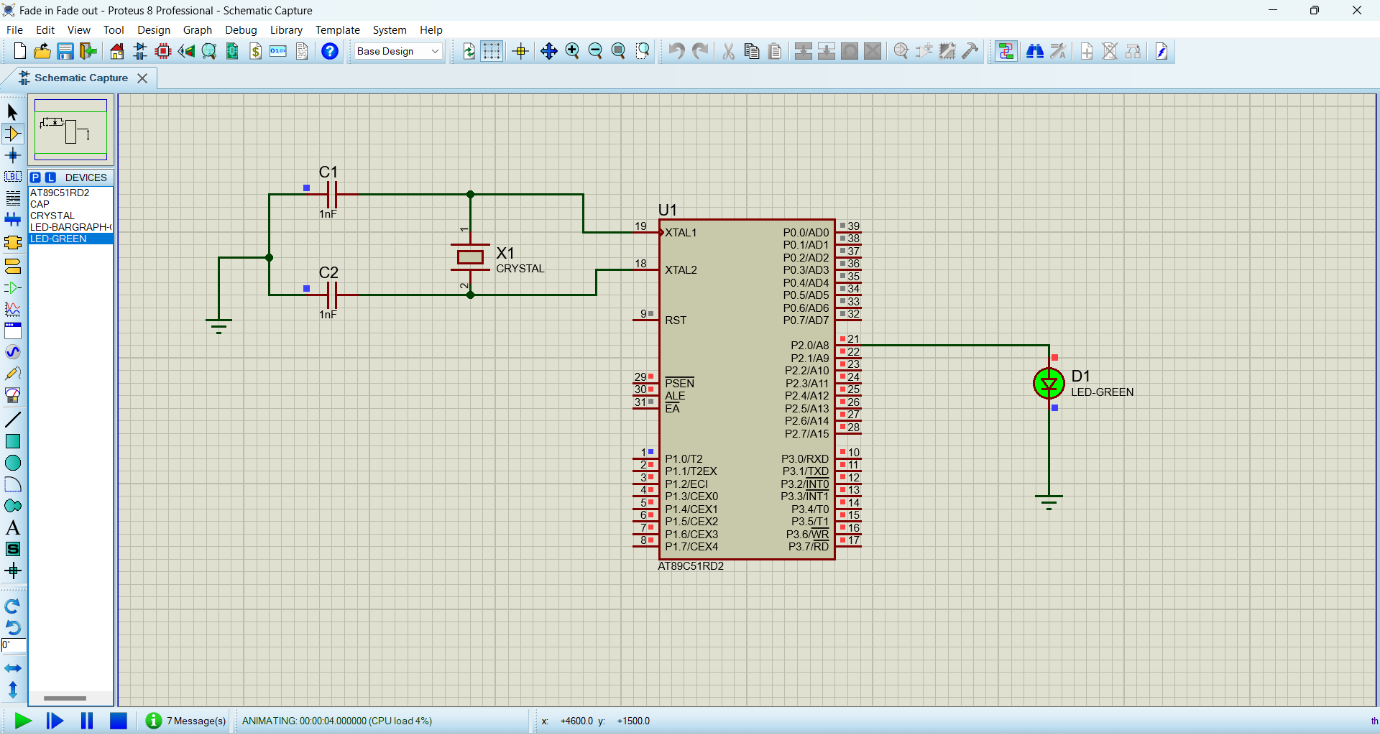 Fade in Fade out - Proteus 8 Professional - Schematic Capture
File Edit View Tool Design Graph Debug Library Template System Help
Base Design
Schematic Capture
P L DEVICES
AT89C51RD2
CAP
CRYSTAL
LED-BARGRAPH-
LED-GREEN
LBL
A
S
0°
C1
1nF
C2
1nF
1
X1
CRYSTAL
2
U1
19 XTAL1
18 XTAL2
9 RST
29 PSEN
30 ALE
31 EA
1 P1.0/T2
2 P1.1/T2EX
3 P1.2/ECI
4 P1.3/CEX0
5 P1.4/CEX1
6 P1.5/CEX2
7 P1.6/CEX3
8 P1.7/CEX4
P0.0/AD0 39
P0.1/AD1 38
P0.2/AD2 37
P0.3/AD3 36
P0.4/AD4 35
P0.5/AD5 34
P0.6/AD6 33
P0.7/AD7 32
P2.0/A8 21
P2.1/A9 22
P2.2/A10 23
P2.3/A11 24
P2.4/A12 25
P2.5/A13 26
P2.6/A14 27
P2.7/A15 28
P3.0/RXD 10
P3.1/TXD 11
P3.2/INT0 12
P3.3/INT1 13
P3.4/T0 14
P3.5/T1 15
P3.6/WR 16
P3.7/RD 17
AT89C51RD2
D1
LED-GREEN
7 Message(s) ANIMATING: 00:00:04.000000 (CPU load 4%) x: +4600.0 y: +1500.0 th